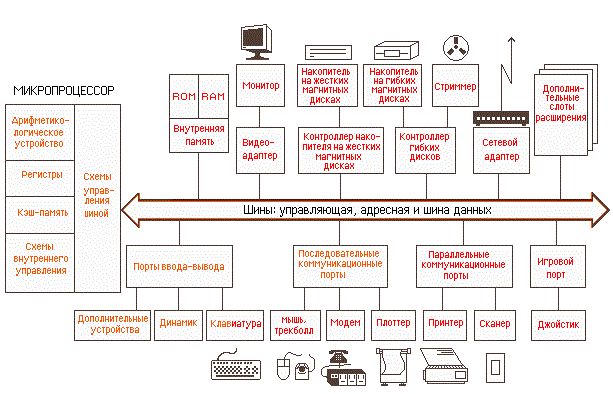 МИКРОПРОЦЕССОР
Арифметико-
логическое
устройство
Регистры
Кэш-память
Схемы
внутреннего
управления
Схемы
управ-
ления
шиной
ROM
RAM
Внутренняя
память
Монитор
Видео-
адаптер
Накопитель
на жестких
магнитных
дисках
Контроллер нако-
пителя на жестких
магнитных
дисках
Накопитель
на гибких
магнитных
дисках
Контроллер
гибких
дисков
Стриммер
Сетевой
адаптер
Дополни-
тельные
слоты
расширения
Шины: управляющая, адресная и шина данных
Порты ввода-вывода
Дополнительные
устройства
Динамик
Клавиатура
Последовательные
коммуникационные
порты
мышь,
трекболл
Модем
Плоттер
Параллельные
коммуникационные
порты
Принтер
Сканер
Игровой
порт
Джойстик